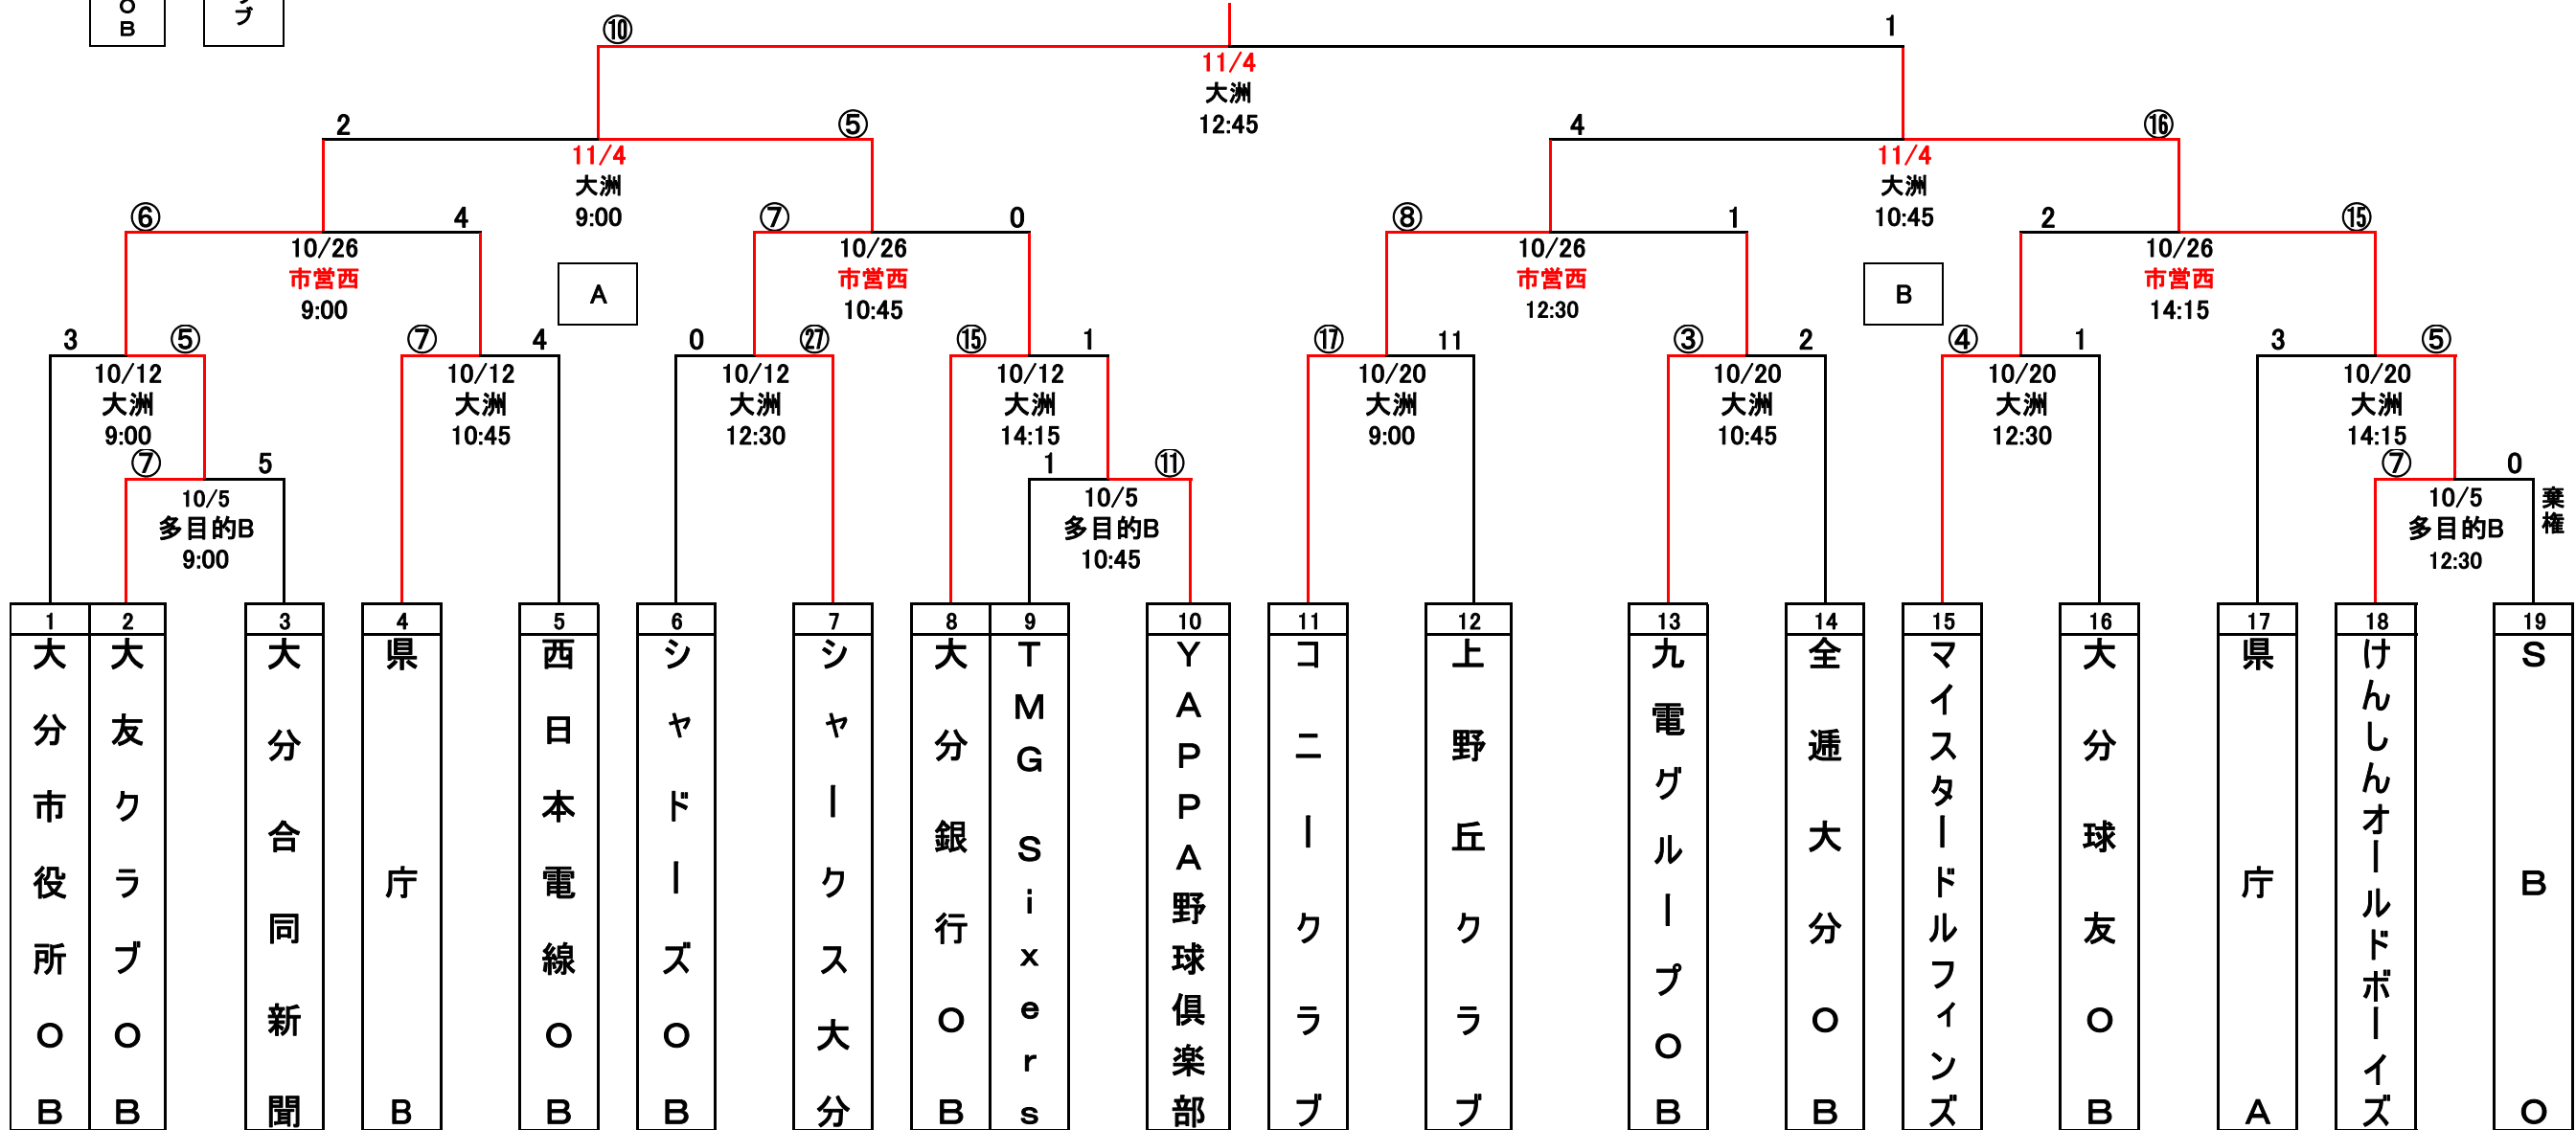 OB
ブ
⑩ 1
11/4
大洲
12:45
2 ⑤ 4 ⑯
11/4 11/4
大洲 大洲
9:00 10:45
⑥ 4 ⑦ 0 ⑧ 1 2 ⑮
10/26 10/26 10/26 10/26
市営西 市営西 市営西 市営西
9:00 10:45 12:30 14:15
A B
3 ⑤ ⑦ 4 0 ㉗ ⑮ 1 ⑰ 11 ③ 2 ④ 1 3 ⑤
10/12 10/12 10/12 10/12 10/20 10/20 10/20 10/20
大洲 大洲 大洲 大洲 大洲 大洲 大洲 大洲
9:00 10:45 12:30 14:15 9:00 10:45 12:30 14:15
⑦ 5 1 ⑪ ⑦ 0
10/5 10/5 10/5
多目的B 多目的B 多目的B
9:00 10:45 12:30
棄権
1 大分市役所OB
2 大友クラブOB
3 大分合同新聞
4 県庁B
5 西日本電線OB
6 シャドーズOB
7 シャークス大分
8 大分銀行OB
9 TMG Sixers
10 YAPPA野球倶楽部
11 コニークラブ
12 上野丘クラブ
13 九電グループOB
14 全逓大分OB
15 マイスタードルフィンズ
16 大分球友OB
17 県庁A
18 けんしんオールドボーイズ
19 SBO